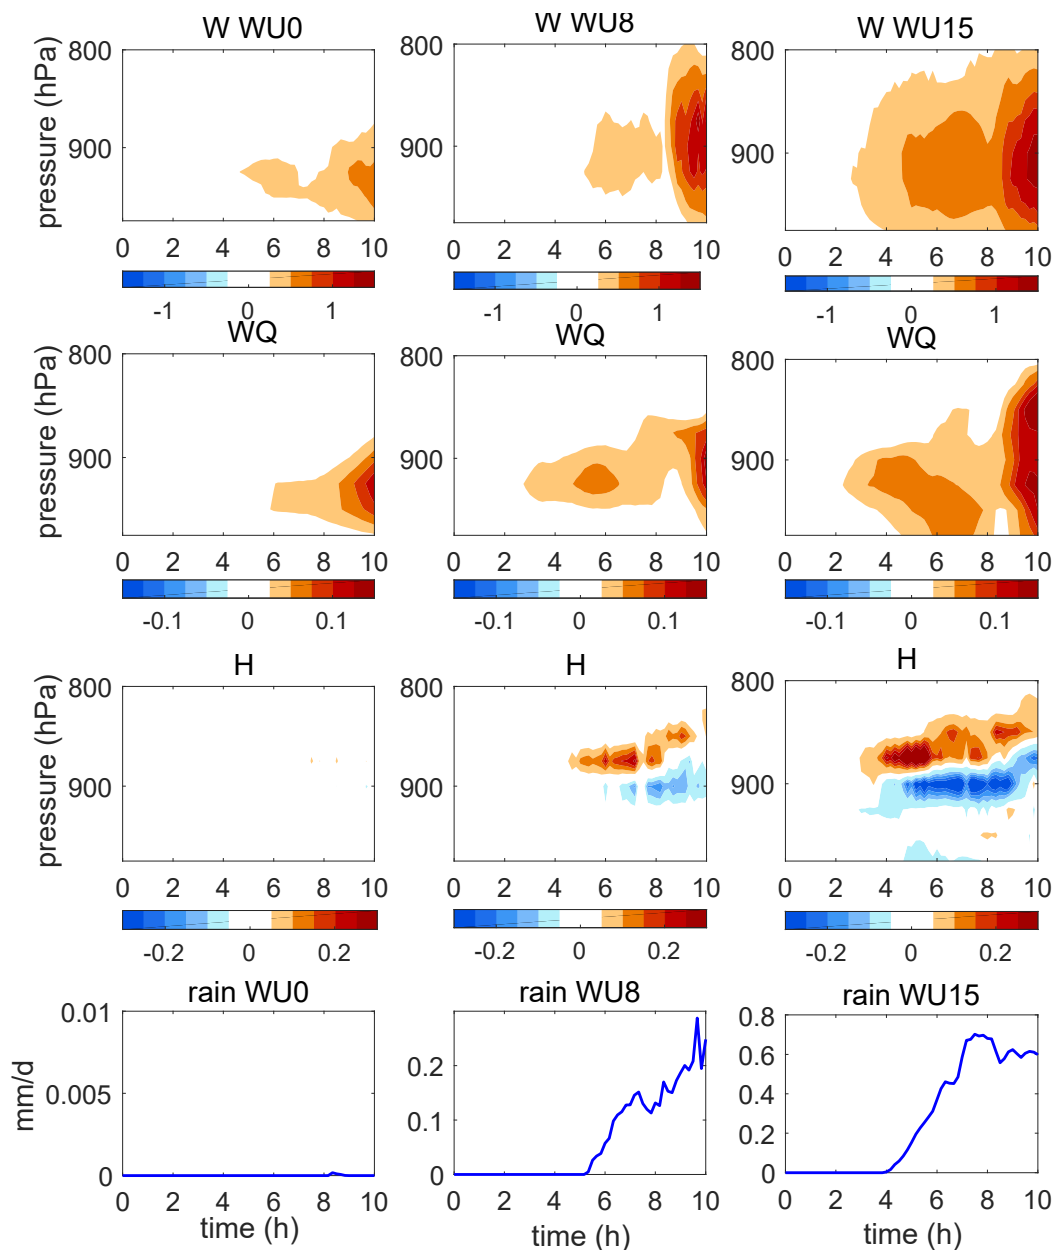 W WU0 W WU8 W WU15
800 800 800
pressure (hPa)
900 900 900
0 2 4 6 8 10 0 2 4 6 8 10 0 2 4 6 8 10
-1 0 1 -1 0 1 -1 0 1
WQ WQ WQ
800 800 800
pressure (hPa)
900 900 900
0 2 4 6 8 10 0 2 4 6 8 10 0 2 4 6 8 10
-0.1 0 0.1 -0.1 0 0.1 -0.1 0 0.1
H H H
800 800 800
pressure (hPa)
900 900 900
0 2 4 6 8 10 0 2 4 6 8 10 0 2 4 6 8 10
-0.2 0 0.2 -0.2 0 0.2 -0.2 0 0.2
rain WU0 rain WU8 rain WU15
0.01 0.8
0.2 0.6
mm/d
0.005 0.1 0.4
0.2
0 0 0
0 2 4 6 8 10 0 2 4 6 8 10 0 2 4 6 8 10
time (h) time (h) time (h)